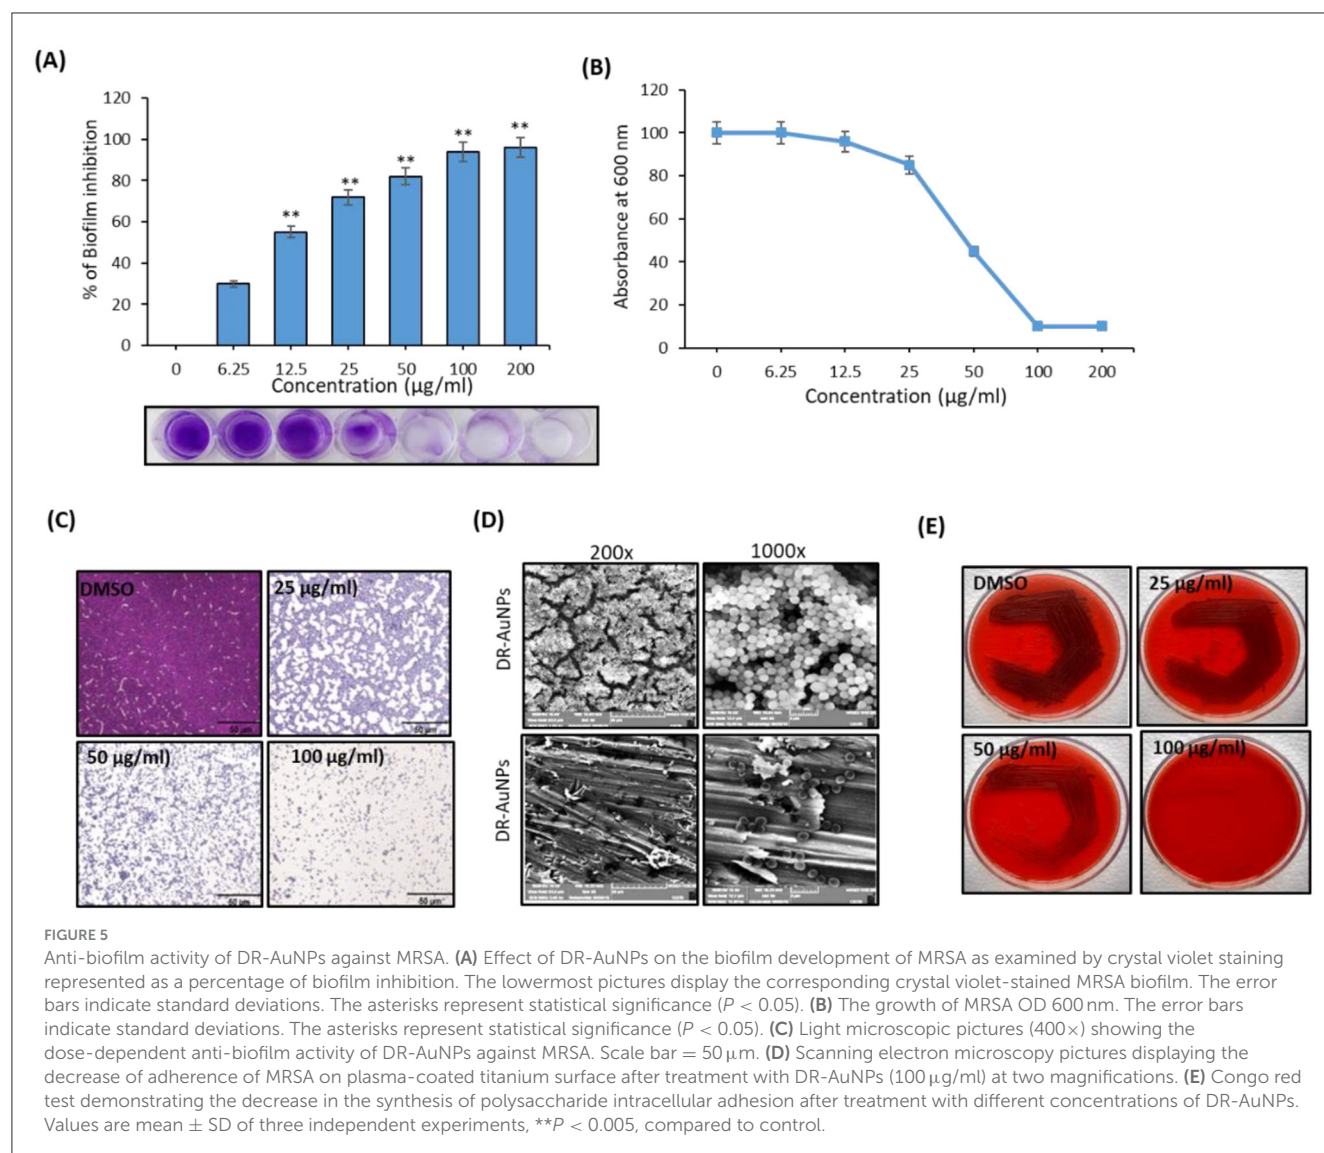 (A)
120
100
80
60
40
20
0
% of Biofilm inhibition
**
**
**
**
**
0 6.25 12.5 25 50 100 200
Concentration (µg/ml)
(B)
120
100
80
60
40
20
0
Absorbance at 600 nm
0 6.25 12.5 25 50 100 200
Concentration (µg/ml)
(C)
DMSO
50 µm
25 µg/ml)
50 µm
50 µg/ml)
50 µm
100 µg/ml)
50 µm
(D)
200x 1000x
DR-AuNPs
DR-AuNPs
(E)
DMSO
25 µg/ml)
50 µg/ml)
100 µg/ml)
FIGURE 5
Anti-biofilm activity of DR-AuNPs against MRSA. (A) Effect of DR-AuNPs on the biofilm development of MRSA as examined by crystal violet staining
represented as a percentage of biofilm inhibition. The lowermost pictures display the corresponding crystal violet-stained MRSA biofilm. The error
bars indicate standard deviations. The asterisks represent statistical significance (P < 0.05). (B) The growth of MRSA OD 600 nm. The error bars
indicate standard deviations. The asterisks represent statistical significance (P < 0.05). (C) Light microscopic pictures (400×) showing the
dose-dependent anti-biofilm activity of DR-AuNPs against MRSA. Scale bar = 50 µm. (D) Scanning electron microscopy pictures displaying the
decrease of adherence of MRSA on plasma-coated titanium surface after treatment with DR-AuNPs (100 µg/ml) at two magnifications. (E) Congo red
test demonstrating the decrease in the synthesis of polysaccharide intracellular adhesion after treatment with different concentrations of DR-AuNPs.
Values are mean ± SD of three independent experiments, **P < 0.005, compared to control.